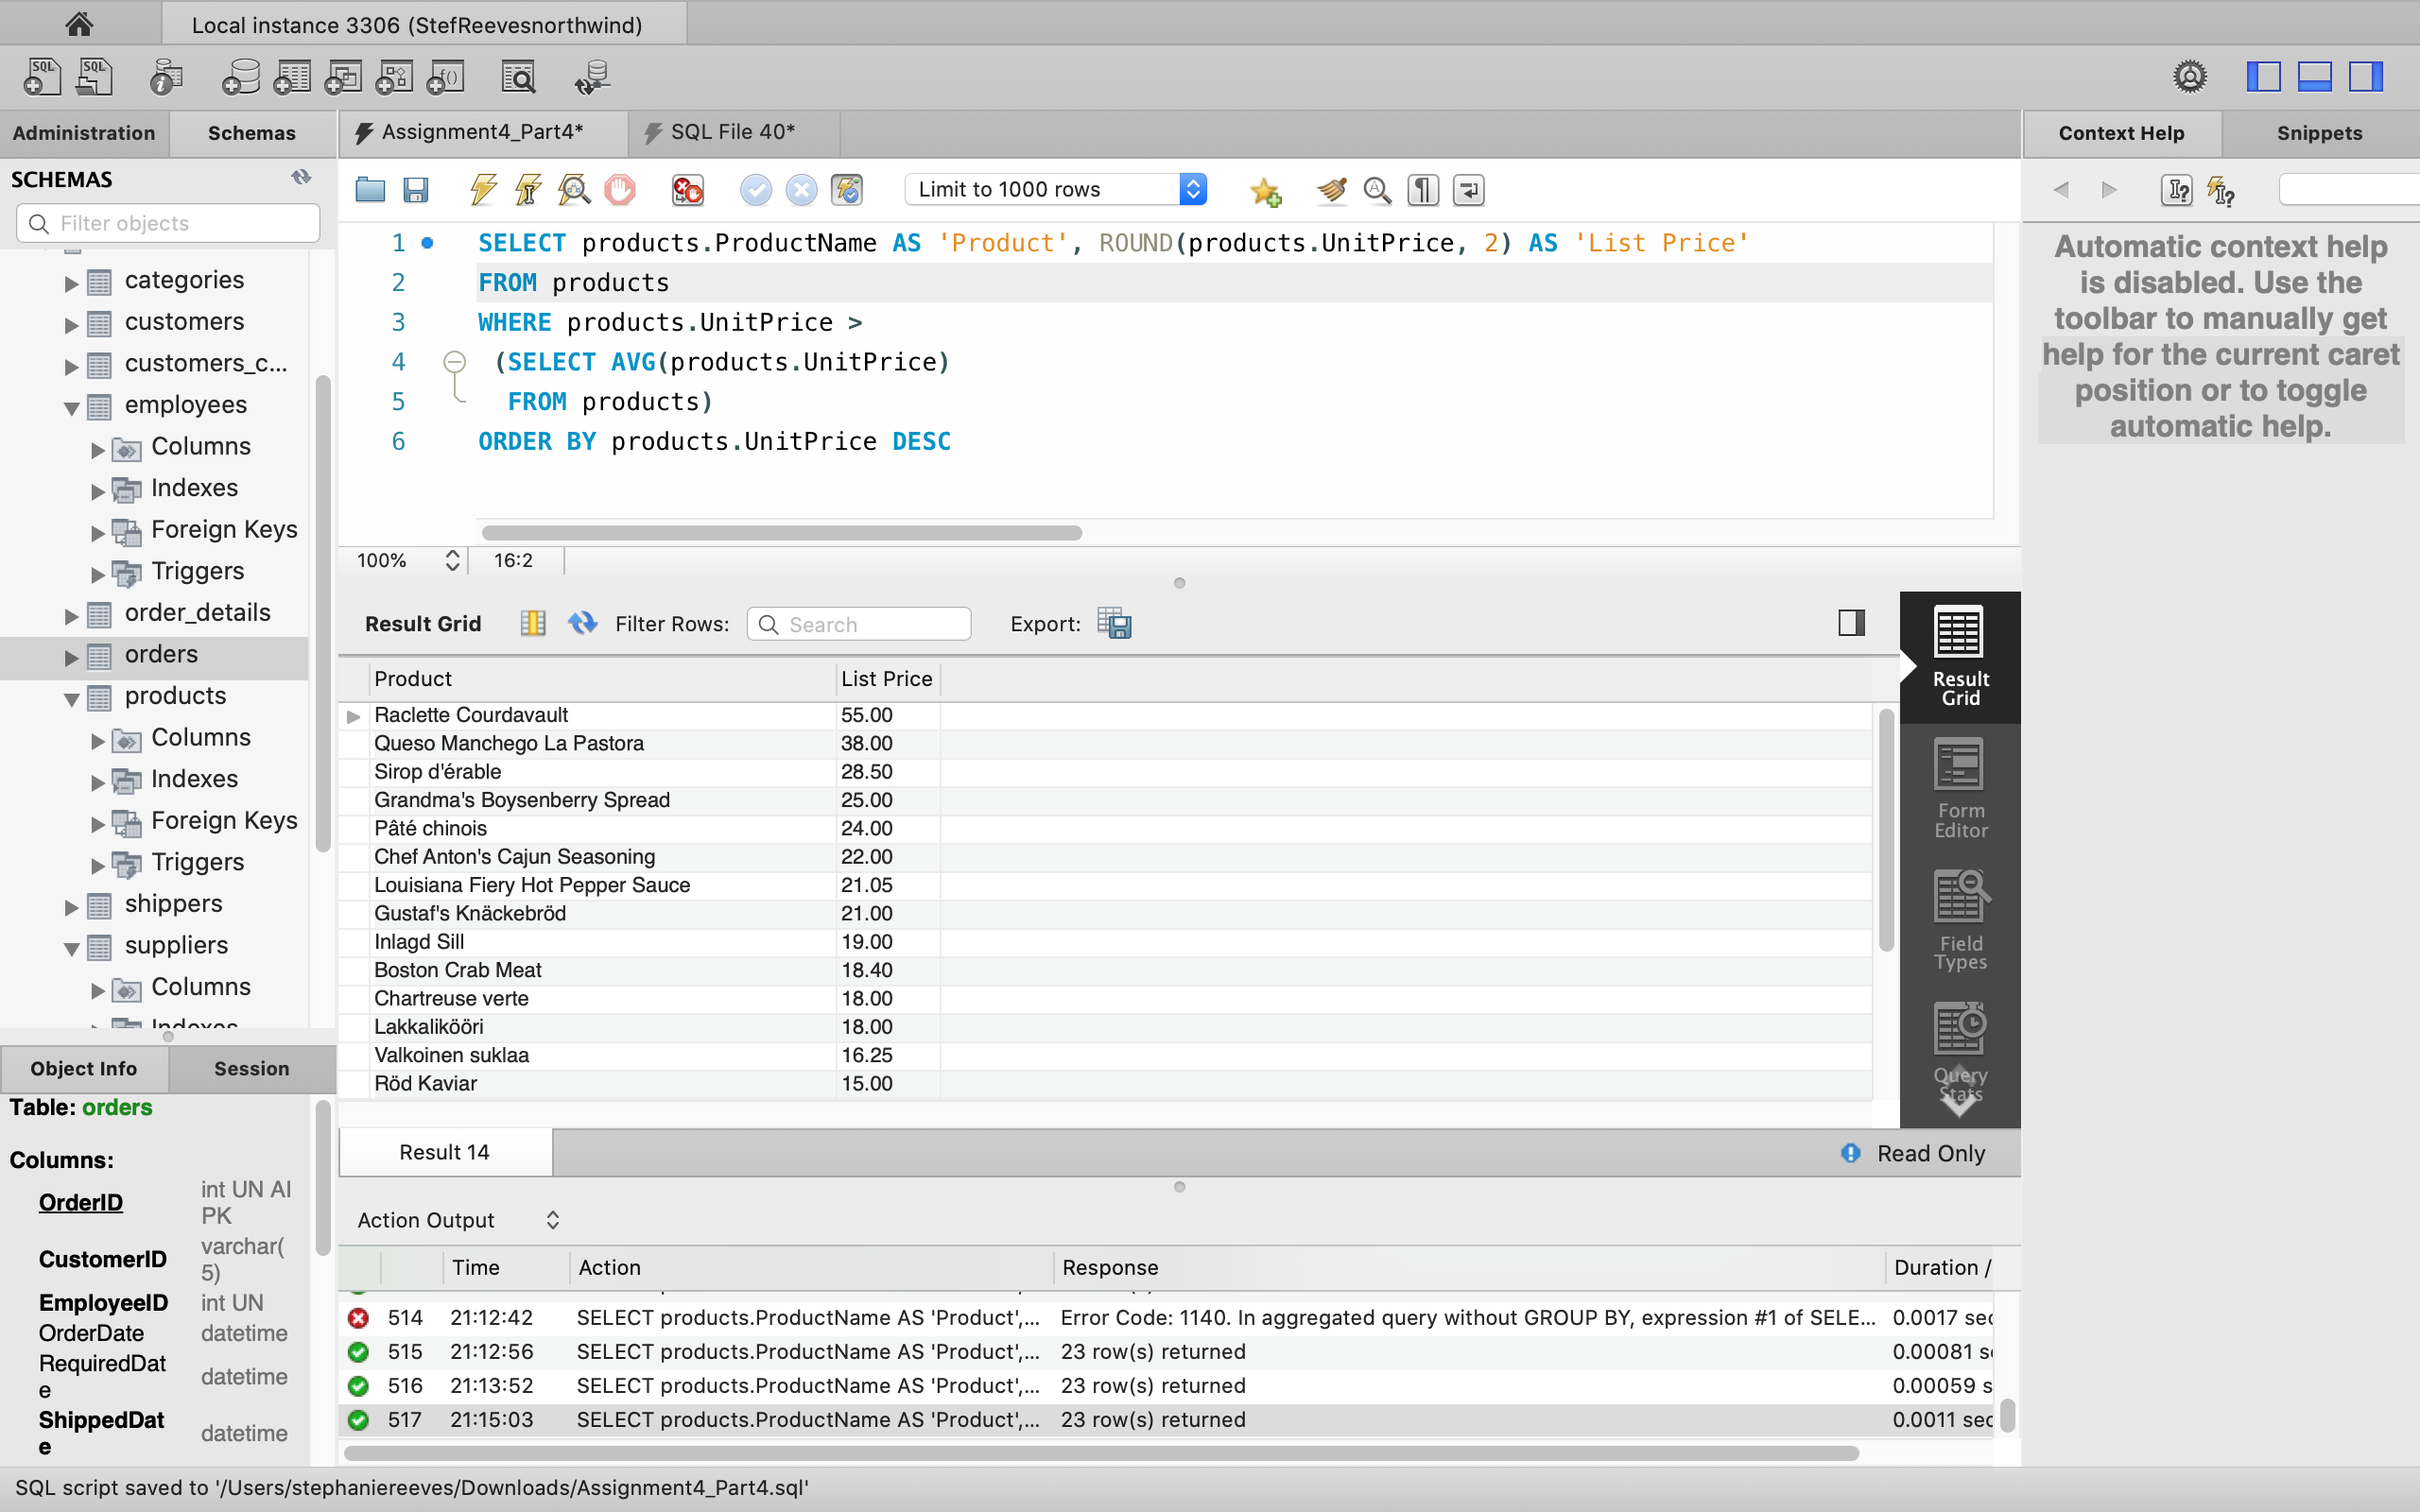 Local instance 3306 (StefReevesnorthwind)
SQL SQL f()
Administration Schemas
Assignment4_Part4* SQL File 40*
Context Help Snippets
SCHEMAS
Filter objects
categories
customers
customers_c...
employees
Columns
Indexes
Foreign Keys
Triggers
order_details
orders
products
Columns
Indexes
Foreign Keys
Triggers
shippers
suppliers
Columns
Indexes
Object Info Session
Table: orders
Columns:
OrderID int UN AI
PK
CustomerID varchar(
5)
EmployeeID int UN
OrderDate datetime
RequiredDat
e datetime
ShippedDat
e datetime
Limit to 1000 rows
1 SELECT products.ProductName AS 'Product', ROUND(products.UnitPrice, 2) AS 'List Price'
2 FROM products
3 WHERE products.UnitPrice >
4 (SELECT AVG(products.UnitPrice)
5 FROM products)
6 ORDER BY products.UnitPrice DESC
100% 16:2
Result Grid Filter Rows: Search Export:
Product List Price
Raclette Courdavault 55.00
Queso Manchego La Pastora 38.00
Sirop d'érable 28.50
Grandma's Boysenberry Spread 25.00
Pâté chinois 24.00
Chef Anton's Cajun Seasoning 22.00
Louisiana Fiery Hot Pepper Sauce 21.05
Gustaf's Knäckebröd 21.00
Inlagd Sill 19.00
Boston Crab Meat 18.40
Chartreuse verte 18.00
Lakkalikööri 18.00
Valkoinen suklaa 16.25
Röd Kaviar 15.00
Result
Grid
Form
Editor
Field
Types
Query
Stats
Result 14 Read Only
Action Output
Time Action Response Duration /
514 21:12:42 SELECT products.ProductName AS 'Product',... Error Code: 1140. In aggregated query without GROUP BY, expression #1 of SELE... 0.0017 sec
515 21:12:56 SELECT products.ProductName AS 'Product',... 23 row(s) returned 0.00081 s
516 21:13:52 SELECT products.ProductName AS 'Product',... 23 row(s) returned 0.00059 s
517 21:15:03 SELECT products.ProductName AS 'Product',... 23 row(s) returned 0.0011 sec
Automatic context help
is disabled. Use the
toolbar to manually get
help for the current caret
position or to toggle
automatic help.
SQL script saved to '/Users/stephaniereeves/Downloads/Assignment4_Part4.sql'